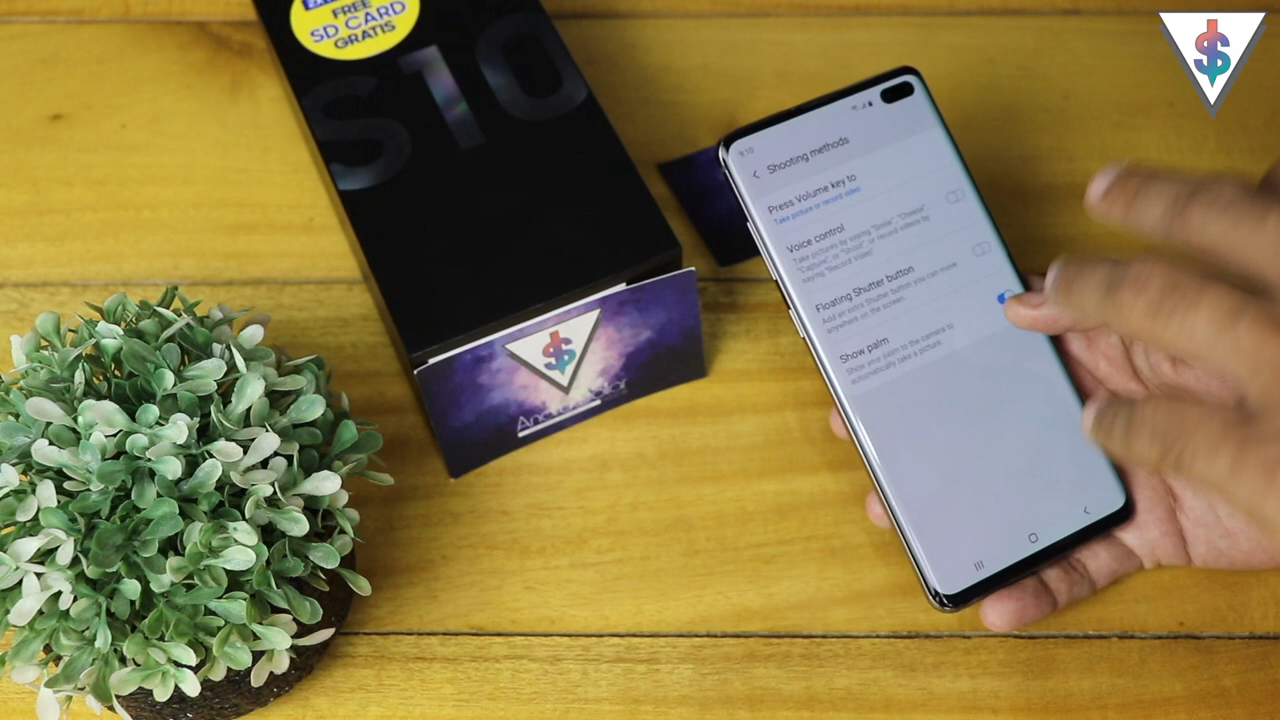 FREE
SD CARD
GRATIS
S10
9:10
Shooting methods
Press Volume key to
Take picture or record video
Voice control
Take pictures by saying "Smile", "Cheese",
"Capture", or "Shoot", or record videos by
saying "Record Video".
Floating Shutter button
Add an extra Shutter button you can move
anywhere on the screen.
Show palm
Show your palm to the camera to
automatically take a picture.